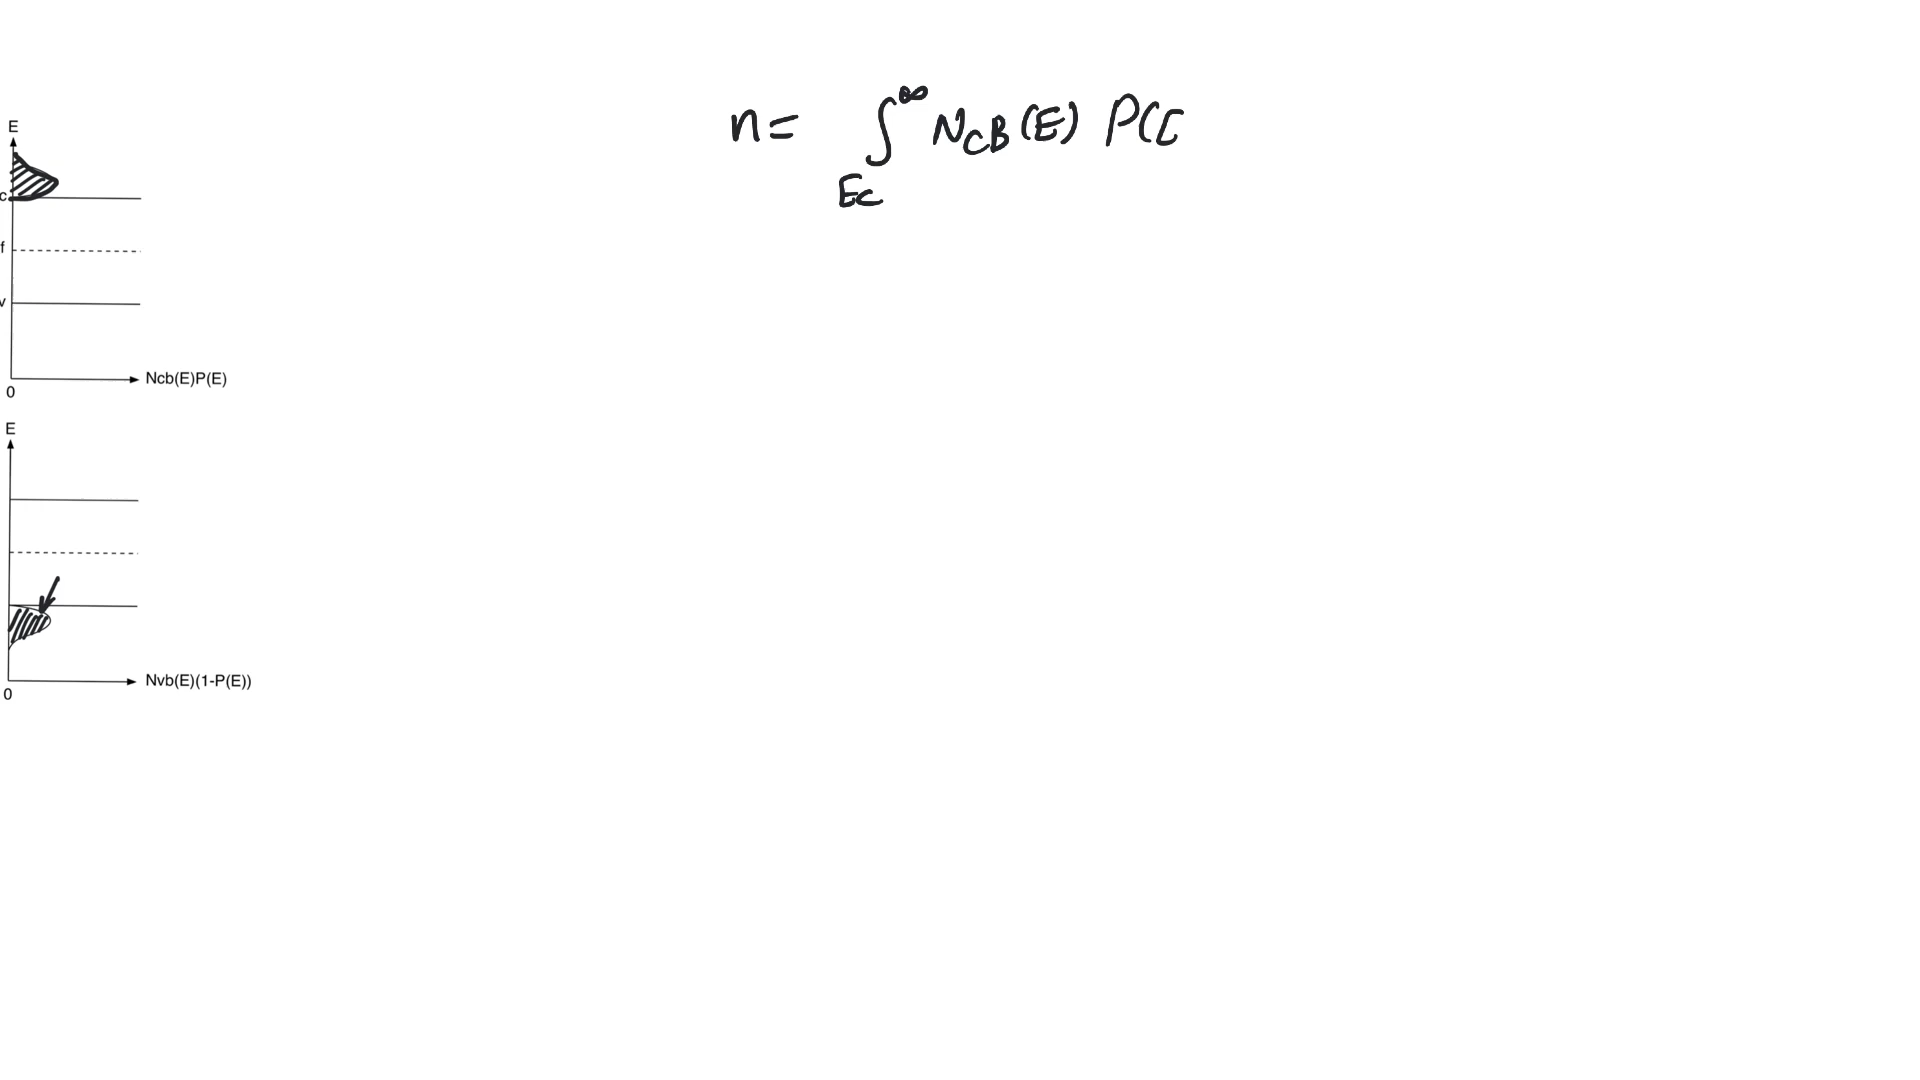 n= ∫ ∞ NCB(E) P(E
Ec
E
c
f
v
Ncb(E)P(E)
0
E
Nvb(E)(1-P(E))
0